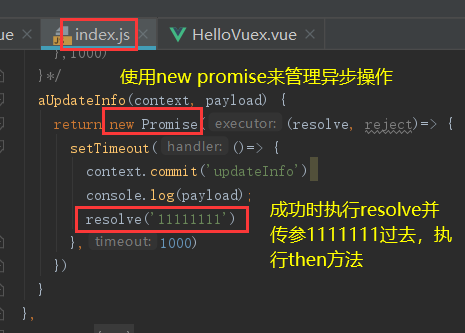 ue
index.js
HelloVuex.vue
},1000)
}*/
使用new promise来管理异步操作
aUpdateInfo(context, payload) {
return new Promise( executor: (resolve, reject)=> {
setTimeout( handler: ()=> {
context.commit('updateInfo')
console.log(payload);
resolve('11111111')
成功时执行resolve并
传参1111111过去，执
行then方法
}, timeout: 1000)
})
}
},